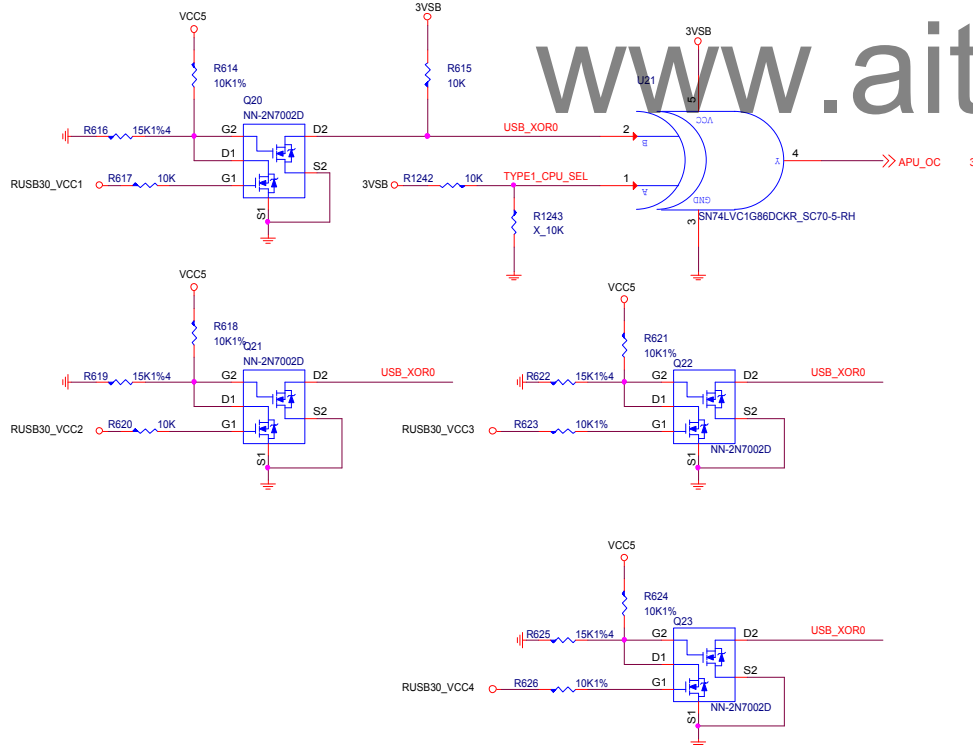 www.ait
VCC5
3VSB
3VSB
R614
10K1%
R615
10K
U21
5
VCC
Q20
NN-2N7002D
R616
15K1%4
G2
D2
USB_XOR0
2
B
D1
S2
Y
4
APU_OC
3
RUSB30_VCC1
R617
10K
G1
3VSB
R1242
10K
TYPE1_CPU_SEL
1
A
GND
S1
R1243
X_10K
3
SN74LVC1G86DCKR_SC70-5-RH
VCC5
VCC5
R618
10K1%
Q21
NN-2N7002D
R621
10K1%
Q22
R619
15K1%4
G2
D2
USB_XOR0
R622
15K1%4
G2
D2
USB_XOR0
D1
S2
D1
S2
RUSB30_VCC2
R620
10K
G1
RUSB30_VCC3
R623
10K1%
G1
S1
S1
NN-2N7002D
VCC5
R624
10K1%
Q23
R625
15K1%4
G2
D2
USB_XOR0
D1
S2
RUSB30_VCC4
R626
10K1%
G1
S1
NN-2N7002D